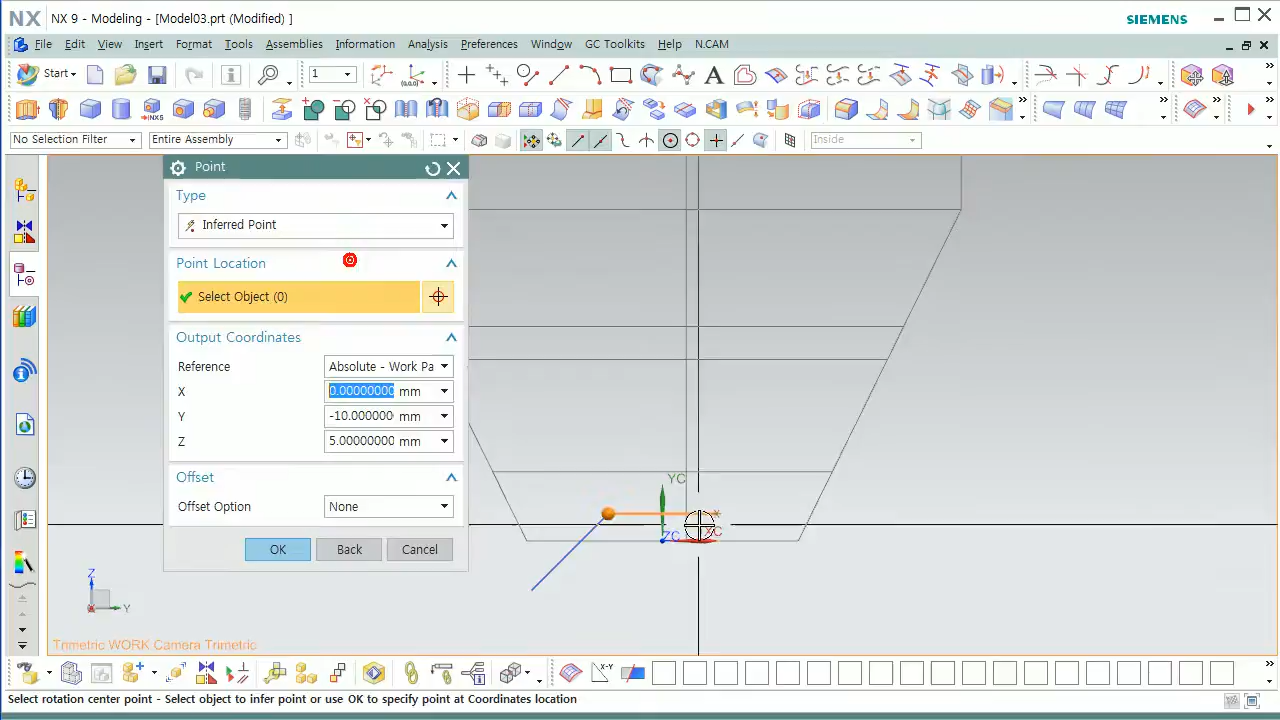 NX NX 9 - Modeling - [Model03.prt (Modified) ] SIEMENS
File Edit View Insert Format Tools Assemblies Information Analysis Preferences Window GC Toolkits Help N.CAM
Start 1
No Selection Filter Entire Assembly Inside
Point
Type
Inferred Point
Point Location
Select Object (0)
Output Coordinates
Reference Absolute - Work Pa
X 0.00000000 mm
Y -10.000000 mm
Z 5.00000000 mm
Offset
Offset Option None
OK Back Cancel
YC
ZC XC
Z
Y
Trimetric WORK Camera Trimetric
Select rotation center point - Select object to infer point or use OK to specify point at Coordinates location